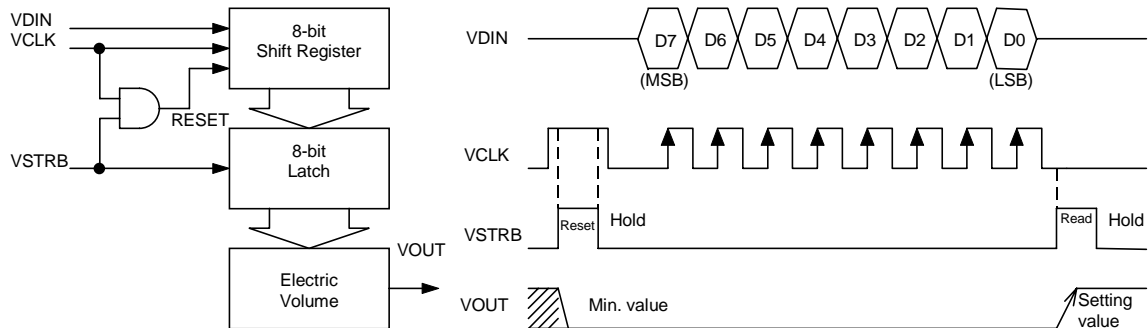 VDIN
VCLK
8-bit
Shift Register
RESET
VSTRB
8-bit
Latch
VOUT
Electric
Volume
VDIN
D7 D6 D5 D4 D3 D2 D1 D0
(MSB) (LSB)
VCLK
Reset Hold Read Hold
VSTRB
VOUT
Min. value
Setting
value